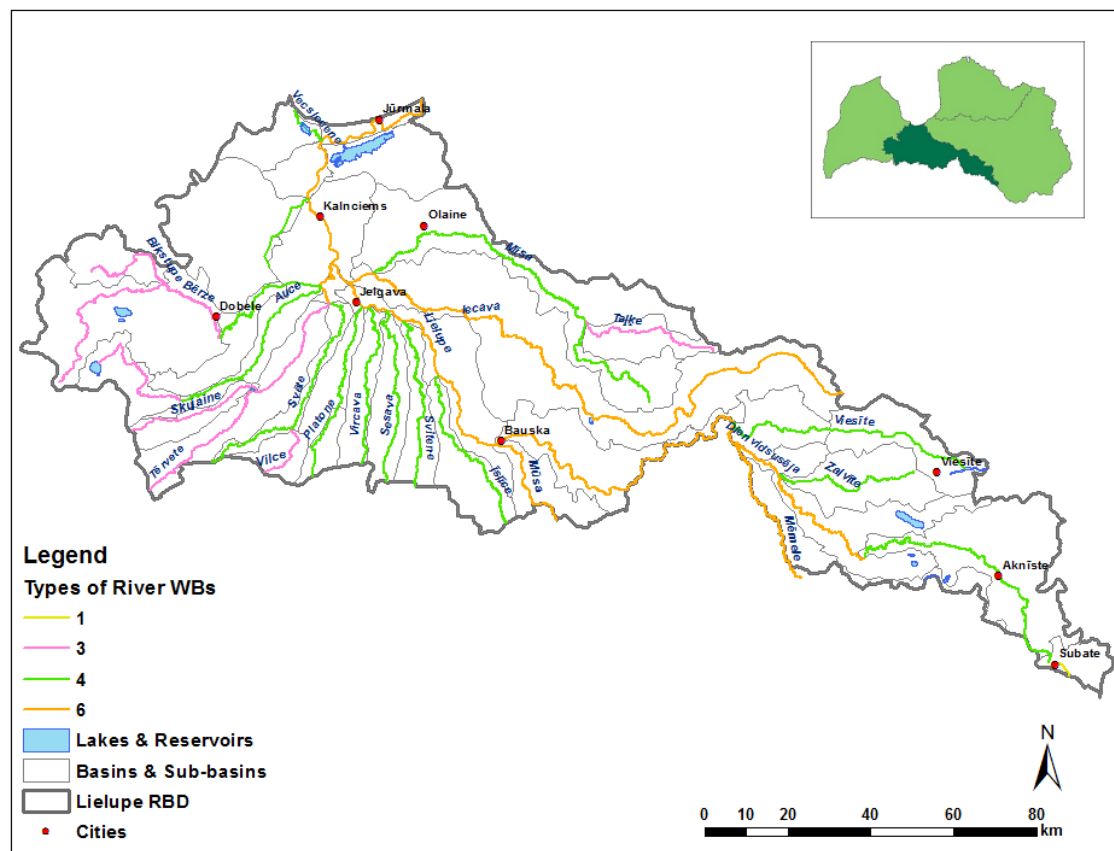 Vecslocene
Jūrmala
Kalnciems
Olaine
Misa
Bikstupe Bērze
Auce
Dobele
Jelgava
Lielupe
Iecava
Taļķe
Skujaine
Svēte
Platone
Vircava
Sesava
Svitene
Īslīce
Bauska
Mūsa
Tērvete
Vilce
Dienvidsusēja
Viesīte
Zalvīte
Viesīte
Mēmele
Aknīste
Subate
Legend
Types of River WBs
1
3
4
6
Lakes & Reservoirs
Basins & Sub-basins
Lielupe RBD
Cities
N
0 10 20 40 60 80
km